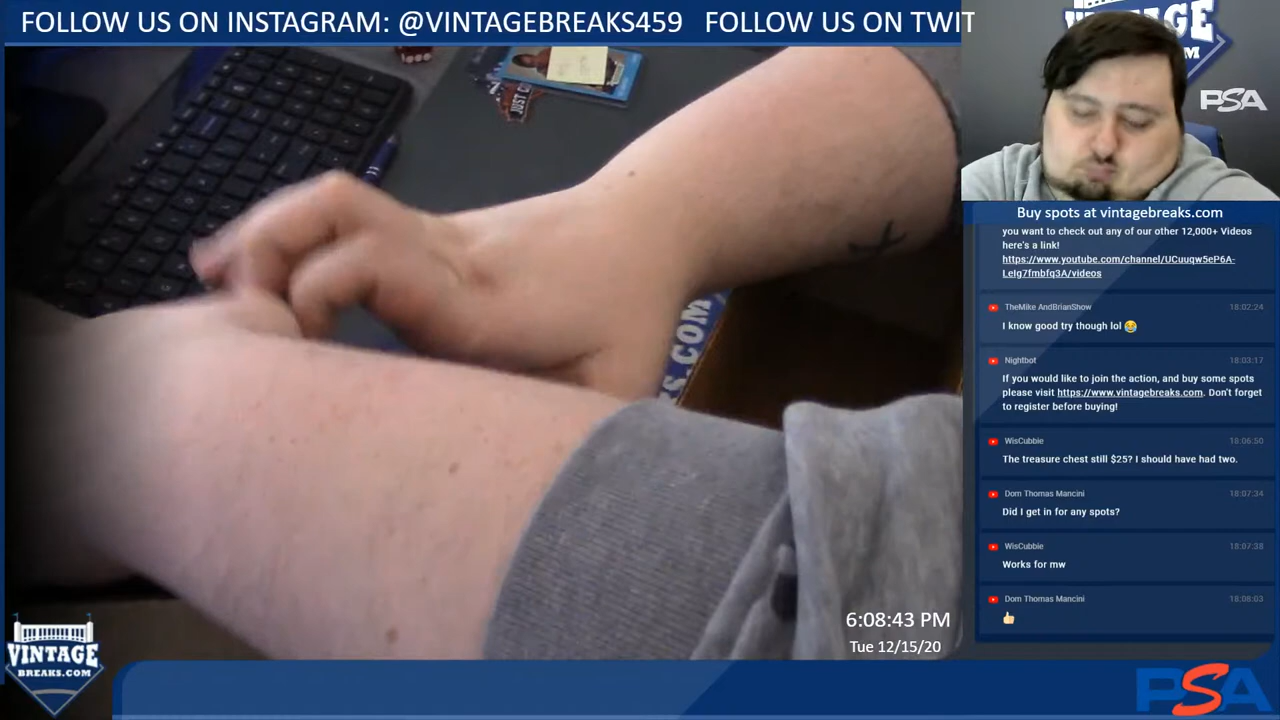 FOLLOW US ON INSTAGRAM: @VINTAGEBREAKS459 FOLLOW US ON TWIT
VINTAGE
.COM
PSA
JUST
S.COM
Buy spots at vintagebreaks.com
you want to check out any of our other 12,000+ Videos
here's a link!
https://www.youtube.com/channel/UCuuqw5eP6A-
LeIg7fmbfq3A/videos
TheMike AndBrianShow 18:02:24
I know good try though lol 😂
Nightbot 18:03:17
If you would like to join the action, and buy some spots
please visit https://www.vintagebreaks.com. Don't forget
to register before buying!
WisCubbie 18:06:50
The treasure chest still $25? I should have had two.
Dom Thomas Mancini 18:07:34
Did I get in for any spots?
WisCubbie 18:07:38
Works for mw
Dom Thomas Mancini 18:08:03
👍🏻
6:08:43 PM
Tue 12/15/20
VINTAGE
BREAKS.COM
PSA